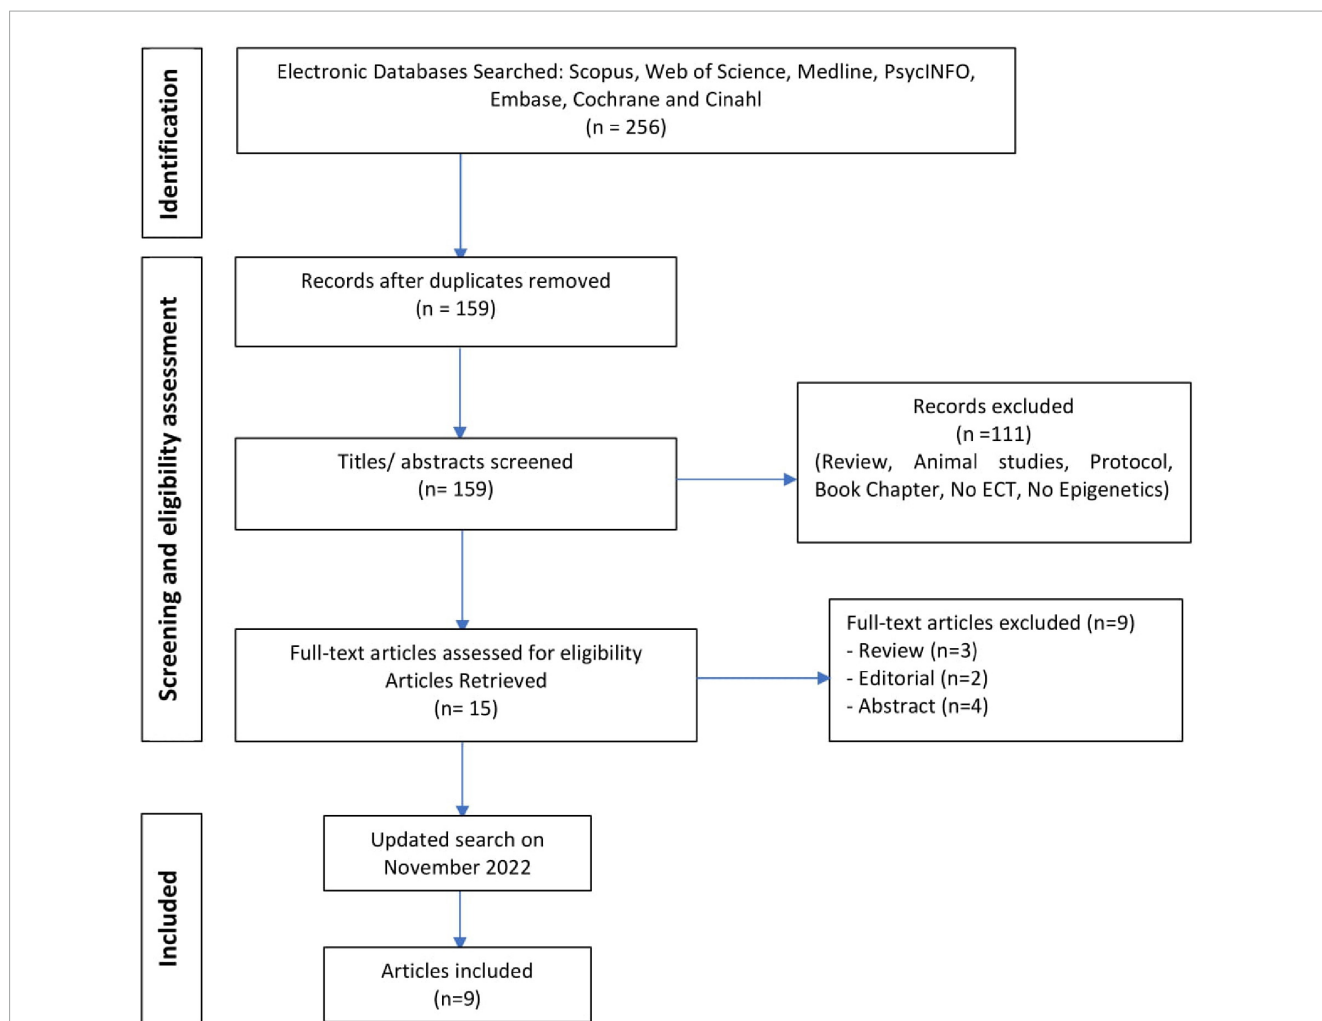 Identification
Electronic Databases Searched: Scopus, Web of Science, Medline, PsycINFO,
Embase, Cochrane and Cinahl
(n = 256)
Screening and eligibility assessment
Records after duplicates removed
(n = 159)
Titles/ abstracts screened
(n= 159)
Records excluded
(n =111)
(Review, Animal studies, Protocol,
Book Chapter, No ECT, No Epigenetics)
Full-text articles assessed for eligibility
Articles Retrieved
(n= 15)
Full-text articles excluded (n=9)
- Review (n=3)
- Editorial (n=2)
- Abstract (n=4)
Included
Updated search on
November 2022
Articles included
(n=9)